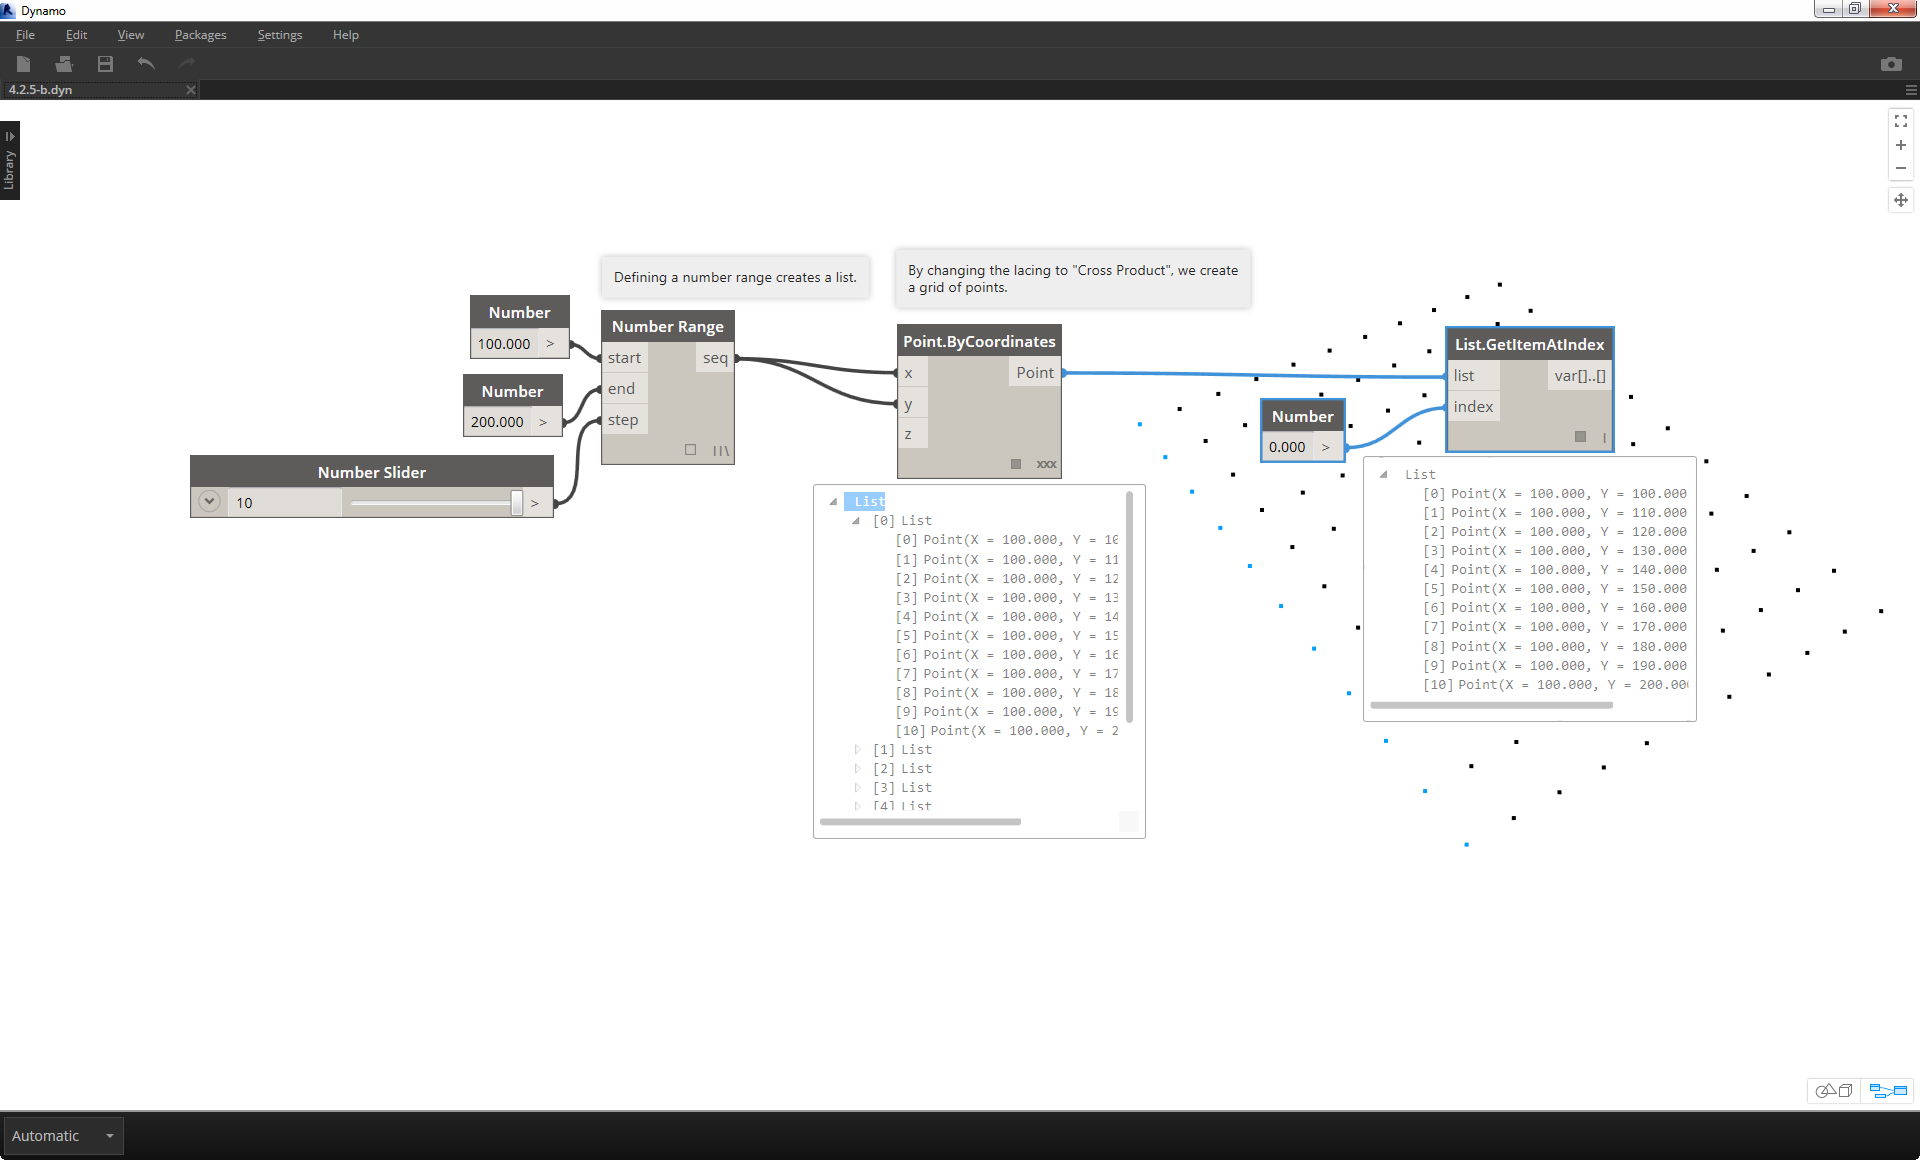 Dynamo
File Edit View Packages Settings Help
4.2.5-b.dyn
Library
Defining a number range creates a list.
By changing the lacing to "Cross Product", we create
a grid of points.
Number
100.000 >
Number
200.000 >
Number Slider
10 >
Number Range
start seq
end
step
Point.ByCoordinates
x Point
y
z
xxx
Number
0.000 >
List.GetItemAtIndex
list var[]..[]
index
List
[0] List
[0] Point(X = 100.000, Y = 10
[1] Point(X = 100.000, Y = 11
[2] Point(X = 100.000, Y = 12
[3] Point(X = 100.000, Y = 13
[4] Point(X = 100.000, Y = 14
[5] Point(X = 100.000, Y = 15
[6] Point(X = 100.000, Y = 16
[7] Point(X = 100.000, Y = 17
[8] Point(X = 100.000, Y = 18
[9] Point(X = 100.000, Y = 19
[10] Point(X = 100.000, Y = 2
[1] List
[2] List
[3] List
[4] List
List
[0] Point(X = 100.000, Y = 100.000
[1] Point(X = 100.000, Y = 110.000
[2] Point(X = 100.000, Y = 120.000
[3] Point(X = 100.000, Y = 130.000
[4] Point(X = 100.000, Y = 140.000
[5] Point(X = 100.000, Y = 150.000
[6] Point(X = 100.000, Y = 160.000
[7] Point(X = 100.000, Y = 170.000
[8] Point(X = 100.000, Y = 180.000
[9] Point(X = 100.000, Y = 190.000
[10] Point(X = 100.000, Y = 200.000
Automatic